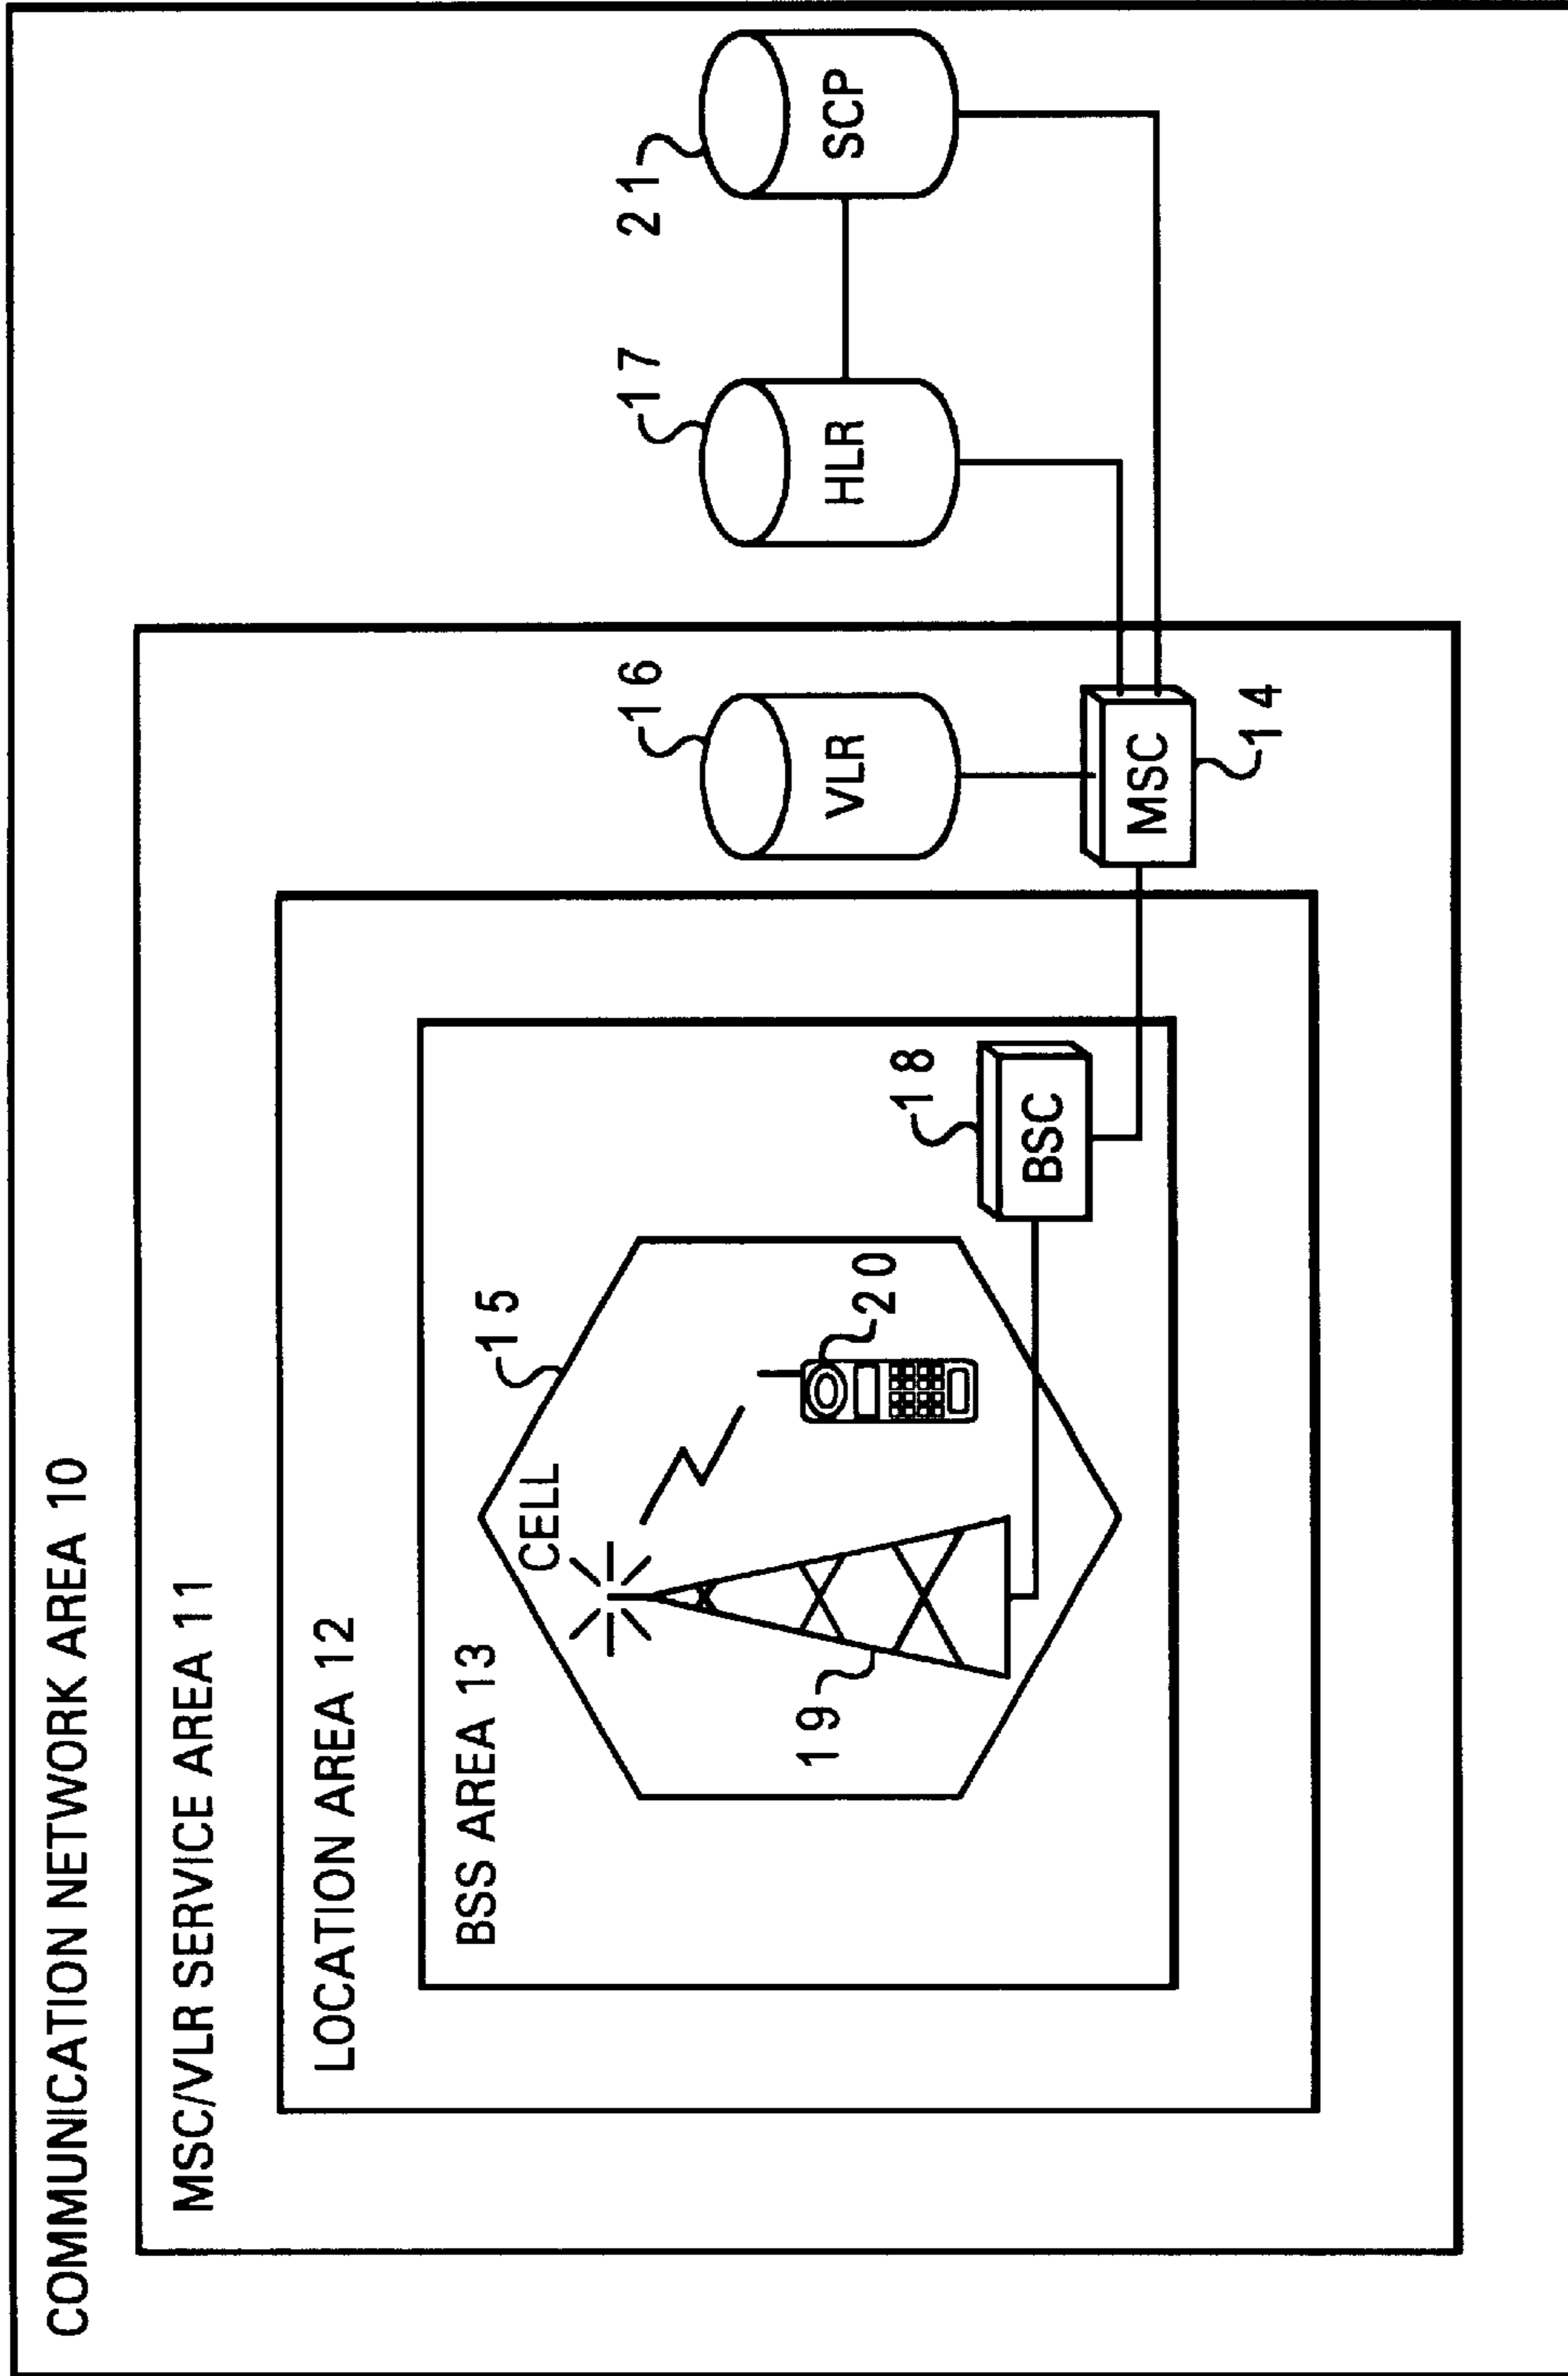 COMMUNICATION NETWORK AREA 10
MSC/VLR SERVICE AREA 11
LOCATION AREA 12
BSS AREA 13
CELL
15
19
20
18
BSC
16
VLR
MSC
14
17
HLR
21
SCP